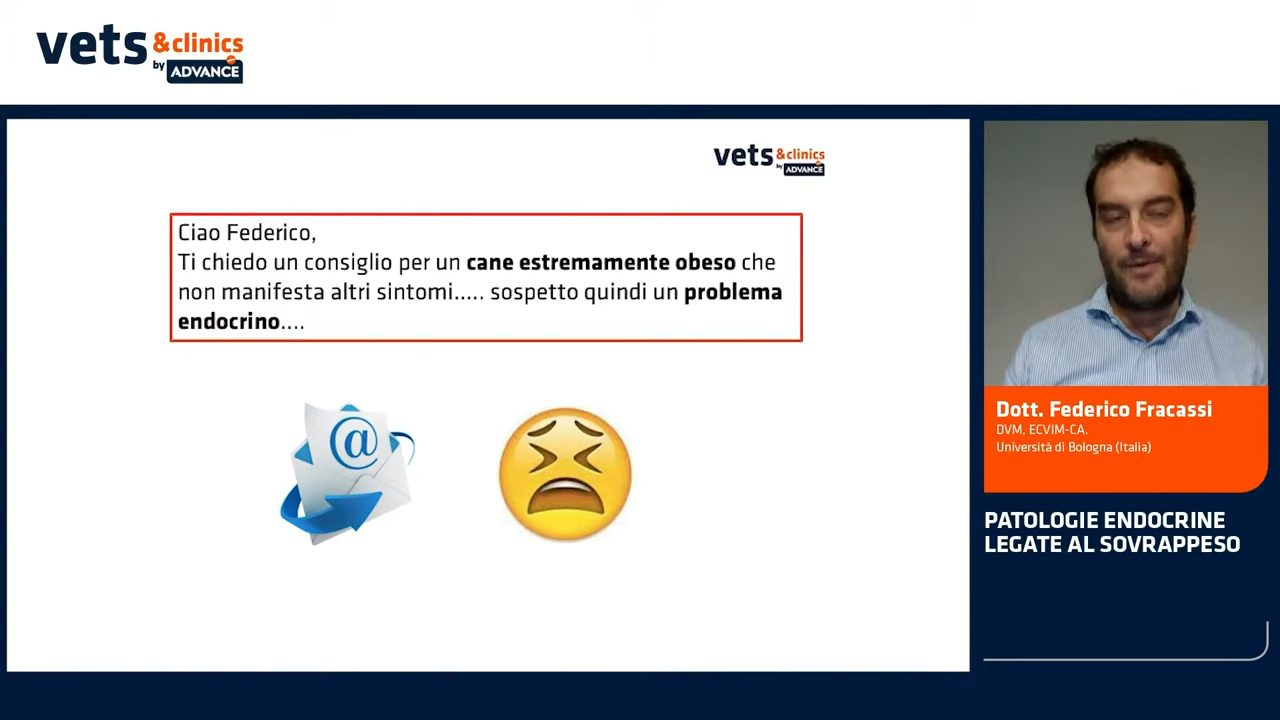 vets &clinics
by ADVANCE
vets &clinics
by ADVANCE
Ciao Federico,
Ti chiedo un consiglio per un cane estremamente obeso che
non manifesta altri sintomi..... sospetto quindi un problema
endocrino....
@
Dott. Federico Fracassi
DVM, ECVIM-CA.
Università di Bologna (Italia)
PATOLOGIE ENDOCRINE
LEGATE AL SOVRAPPESO